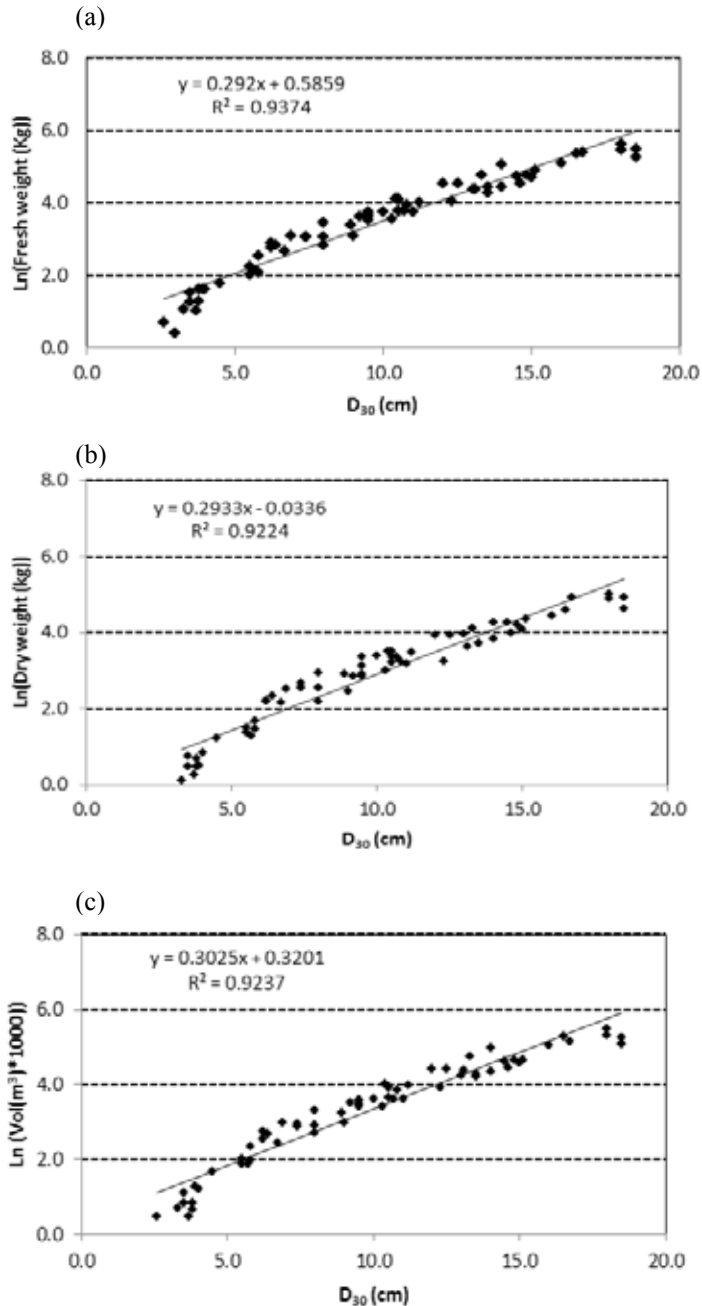 (a)
8.0
y = 0.292x + 0.5859
R² = 0.9374
6.0
4.0
2.0
0.0
Ln(Fresh weight (Kg))
0.0 5.0 10.0 15.0 20.0
D₃₀ (cm)
(b)
8.0
y = 0.2933x - 0.0336
R² = 0.9224
6.0
4.0
2.0
0.0
Ln(Dry weight (kg))
0.0 5.0 10.0 15.0 20.0
D₃₀ (cm)
(c)
8.0
y = 0.3025x + 0.3201
R² = 0.9237
6.0
4.0
2.0
0.0
Ln (Vol(m³)*1000))
0.0 5.0 10.0 15.0 20.0
D₃₀ (cm)